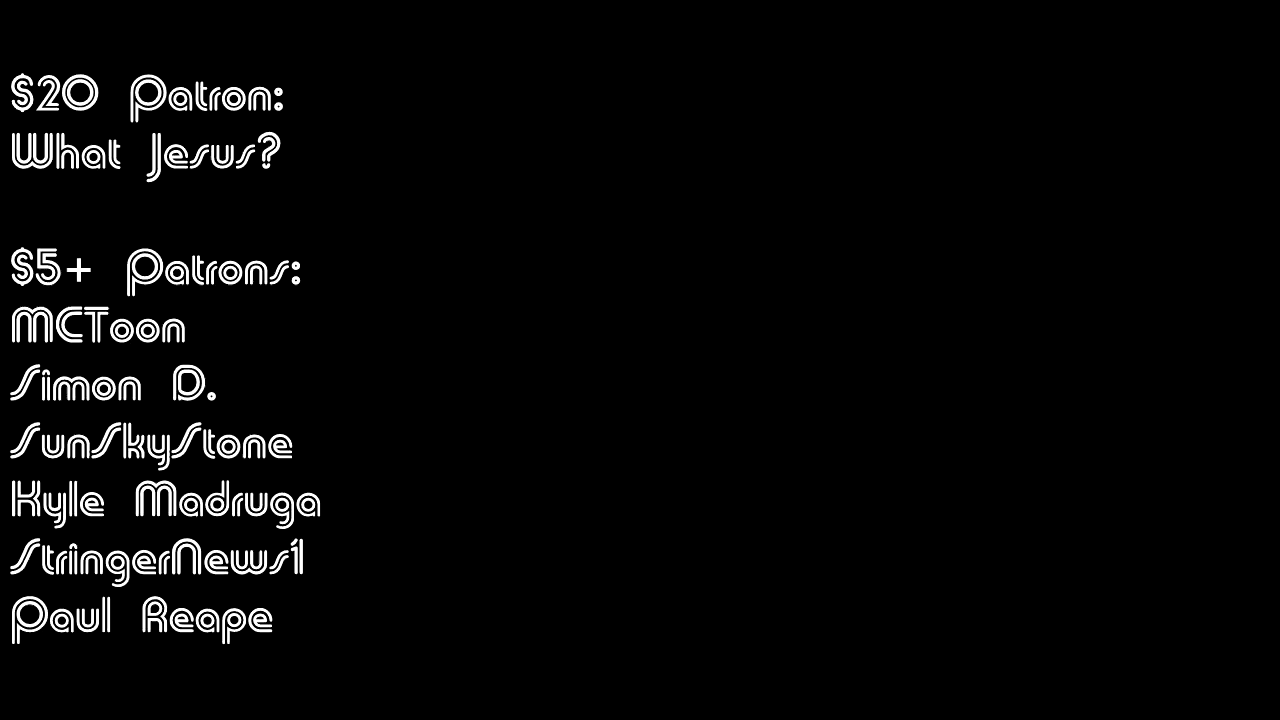 $20 Patron:
What Jesus?
$5+ Patrons:
MCToon
Simon D.
SunSkyStone
Kyle Madruga
StringerNews1
Paul Reape